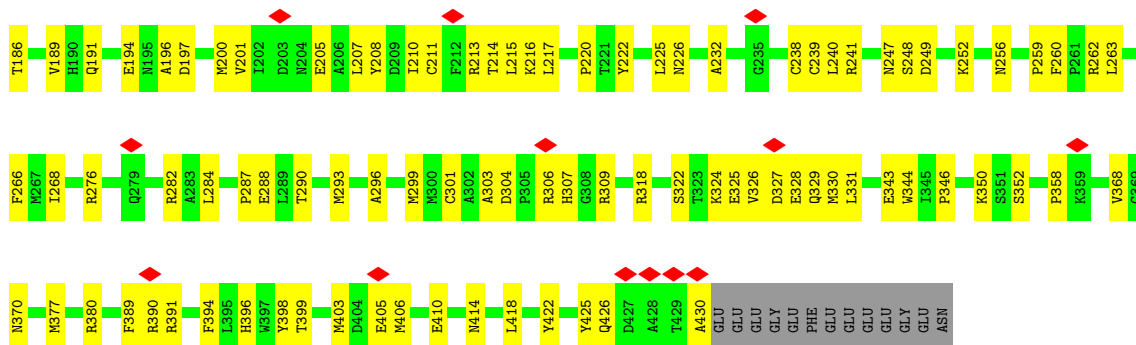 T186 V189 H190 Q191 E194 N195 A196 D197 M200 V201 I202 D203 N204 E205 A206 L207 Y208 D209 I210 C211 F212 R213 T214 L215 K216 L217 P220 T221 Y222 L225 N226 A232 G235 C238 C239 L240 R241 N247 S248 D249 K252 N256 P259 F260 P261 R262 L263
F266 M267 I268 R276 Q279 R282 A283 L284 P287 E288 L289 T290 M293 A296 M299 M300 C301 A302 A303 D304 P305 R306 H307 G308 R309 R318 S322 T323 K324 E325 V326 D327 E328 Q329 M330 L331 E343 W344 I345 P346 K350 S351 S352 P358 K359 V368 G369
N370 M377 R380 F389 R390 R391 F394 L395 H396 W397 Y398 T399 M403 D404 E405 M406 E410 N414 L418 Y422 Y425 Q426 D427 A428 T429 A430 GLU GLU GLU GLY GLU PHE GLU GLU GLU GLU GLY GLU ASN